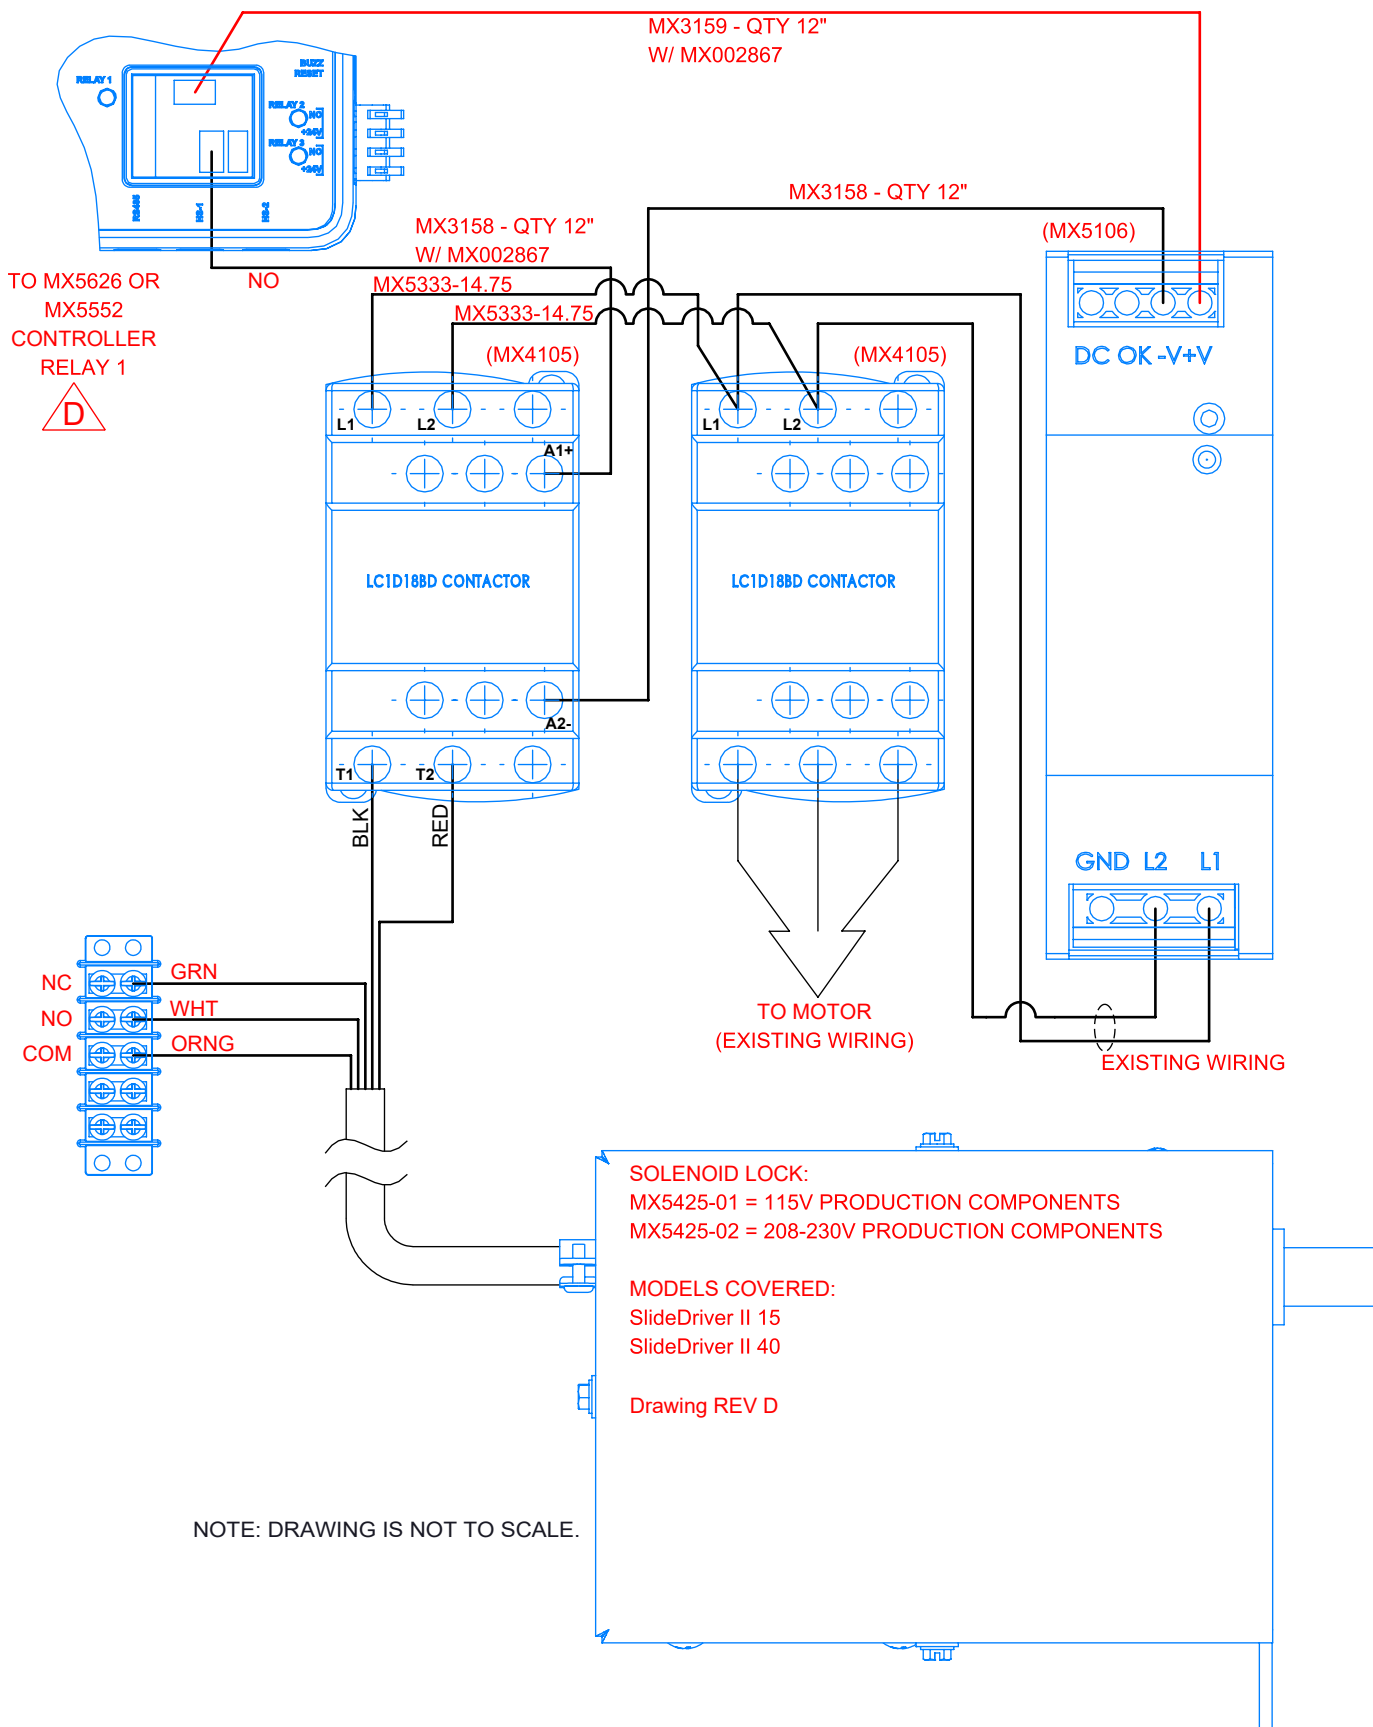 MX3159 - QTY 12"
W/ MX002867
BUZZ
RESET
RELAY 1
RELAY 2
NO
+24V
RELAY 3
NO
+24V
RS485
HS-1
HS-2
MX3158 - QTY 12"
(MX5106)
MX3158 - QTY 12"
W/ MX002867
TO MX5626 OR
MX5552
CONTROLLER
RELAY 1
D
NO
MX5333-14.75
MX5333-14.75
(MX4105)
(MX4105)
DC OK -V+V
L1
L2
A1+
L1
L2
LC1D18BD CONTACTOR
LC1D18BD CONTACTOR
A2-
T1
T2
BLK
RED
GND L2 L1
NC
GRN
NO
WHT
COM
ORNG
TO MOTOR
(EXISTING WIRING)
EXISTING WIRING
SOLENOID LOCK:
MX5425-01 = 115V PRODUCTION COMPONENTS
MX5425-02 = 208-230V PRODUCTION COMPONENTS
MODELS COVERED:
SlideDriver II 15
SlideDriver II 40
Drawing REV D
NOTE: DRAWING IS NOT TO SCALE.